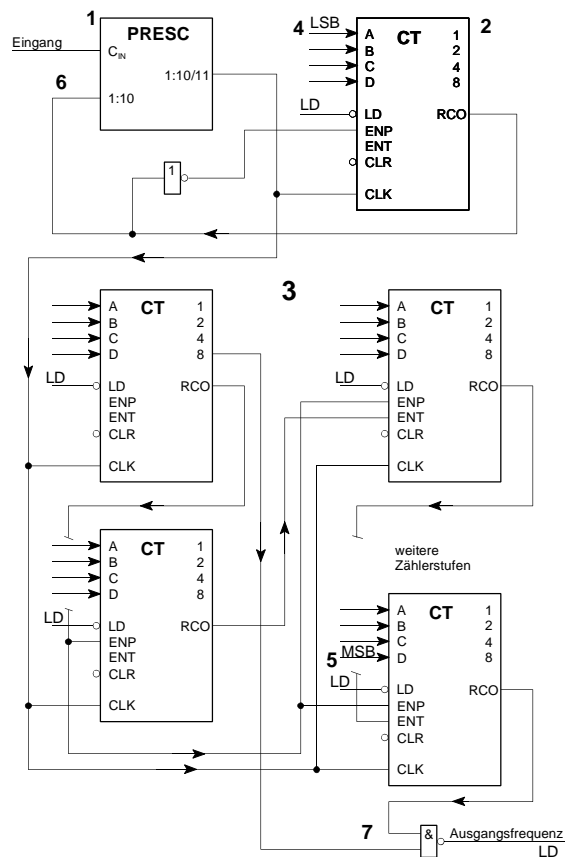 1
PRESC
Eingang
C_IN
1:10/11
6
1:10
1
4 LSB
A CT 1 2
B 2
C 4
D 8
LD
LD RCO
ENP
ENT
CLR
CLK
3
A CT 1
B 2
C 4
D 8
LD
LD RCO
ENP
ENT
CLR
CLK
A CT 1
B 2
C 4
D 8
LD
LD RCO
ENP
ENT
CLR
CLK
A CT 1
B 2
C 4
D 8
LD
LD RCO
ENP
ENT
CLR
CLK
weitere
Zählerstufen
A CT 1
B 2
C 4
5 MSB
D 8
LD
LD RCO
ENP
ENT
CLR
CLK
7
&
Ausgangsfrequenz
LD